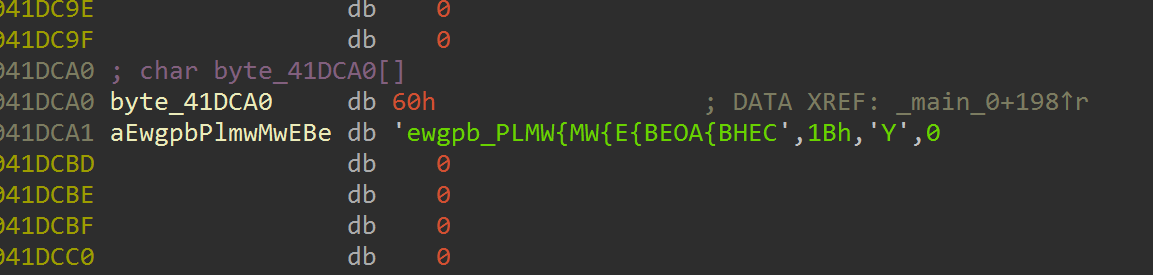 041DC9E db 0
041DC9F db 0
041DCA0 ; char byte_41DCA0[]
041DCA0 byte_41DCA0 db 60h ; DATA XREF: _main_0+198↑r
041DCA1 aEwgpbPlmwMwEBe db 'ewgpb_PLMW{MW{E{BEOA{BHEC',1Bh,'Y',0
041DCBD db 0
041DCBE db 0
041DCBF db 0
041DCC0 db 0